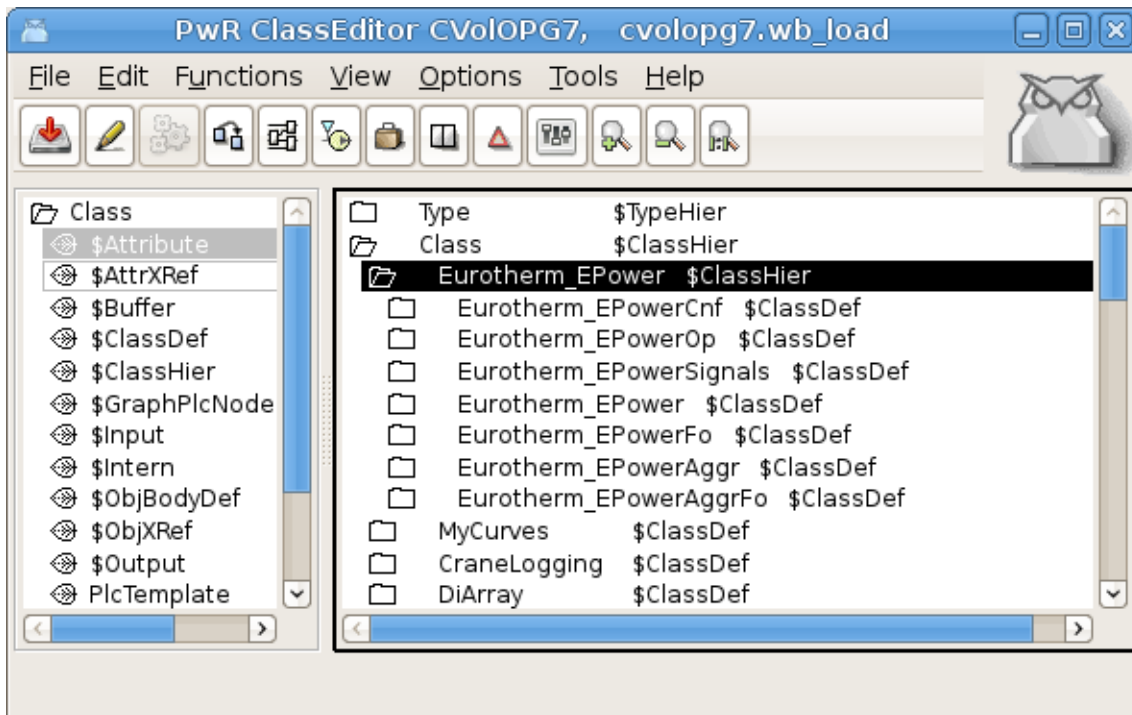 PwR ClassEditor CVolOPG7, cvolopg7.wb_load
File Edit Functions View Options Tools Help
Class
$Attribute
$AttrXRef
$Buffer
$ClassDef
$ClassHier
$GraphPlcNode
$Input
$Intern
$ObjBodyDef
$ObjXRef
$Output
PlcTemplate
Type $TypeHier
Class $ClassHier
Eurotherm_EPower $ClassHier
Eurotherm_EPowerCnf $ClassDef
Eurotherm_EPowerOp $ClassDef
Eurotherm_EPowerSignals $ClassDef
Eurotherm_EPower $ClassDef
Eurotherm_EPowerFo $ClassDef
Eurotherm_EPowerAggr $ClassDef
Eurotherm_EPowerAggrFo $ClassDef
MyCurves $ClassDef
CraneLogging $ClassDef
DiArray $ClassDef